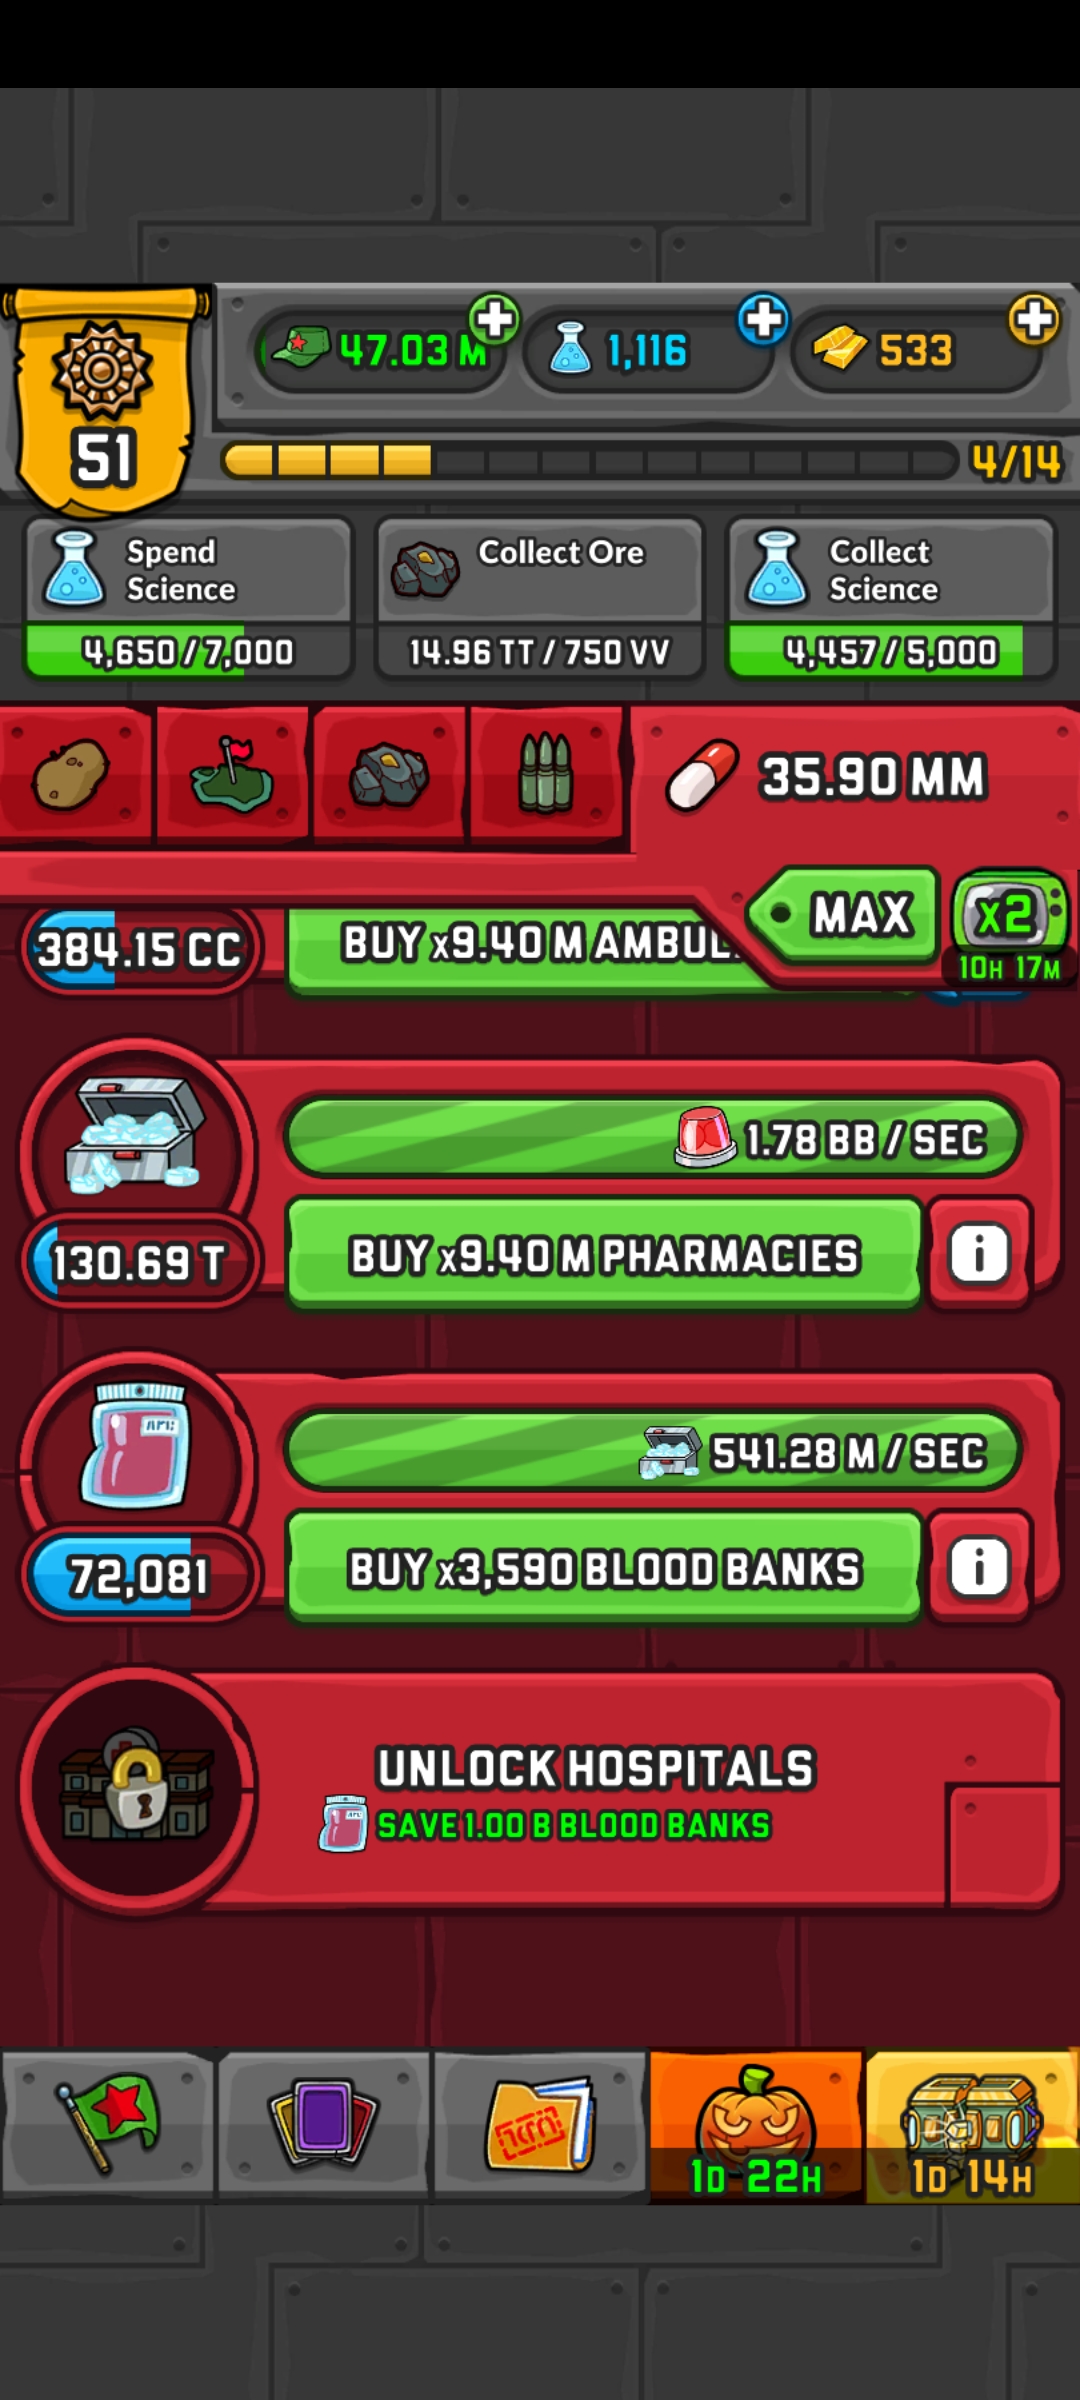 47.03 M
1,116
533
51
4/14
Spend
Science
4,650/7,000
Collect Ore
14.96 TT / 750 VV
Collect
Science
4,457/5,000
35.90 MM
MAX
x2
10H 17M
384.15 CC
BUY x9.40 M AMBUL
1.78 BB / SEC
130.69 T
BUY x9.40 M PHARMACIES
i
541.28 M / SEC
72,081
BUY x3,590 BLOOD BANKS
i
UNLOCK HOSPITALS
SAVE 1.00 B BLOOD BANKS
1D 22H
1D 14H